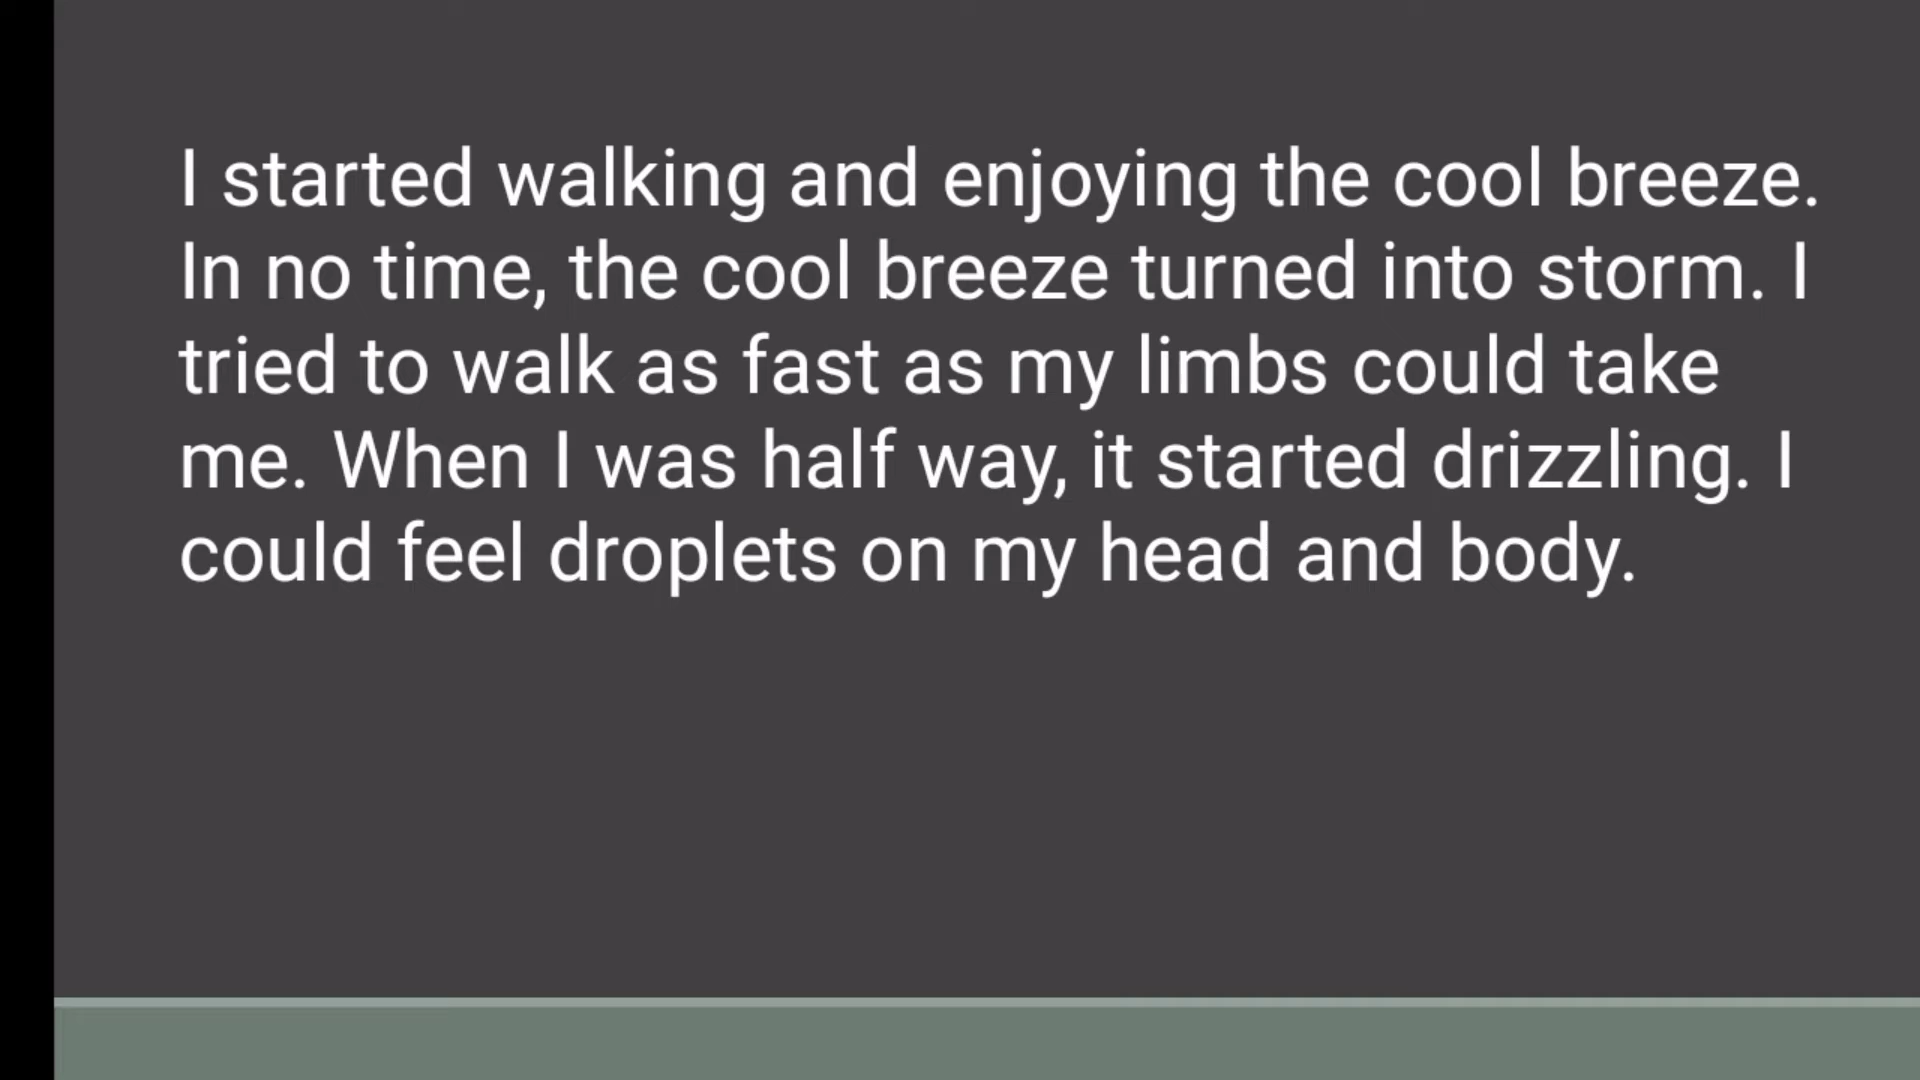 I started walking and enjoying the cool breeze.
In no time, the cool breeze turned into storm. I
tried to walk as fast as my limbs could take
me. When I was half way, it started drizzling. I
could feel droplets on my head and body.